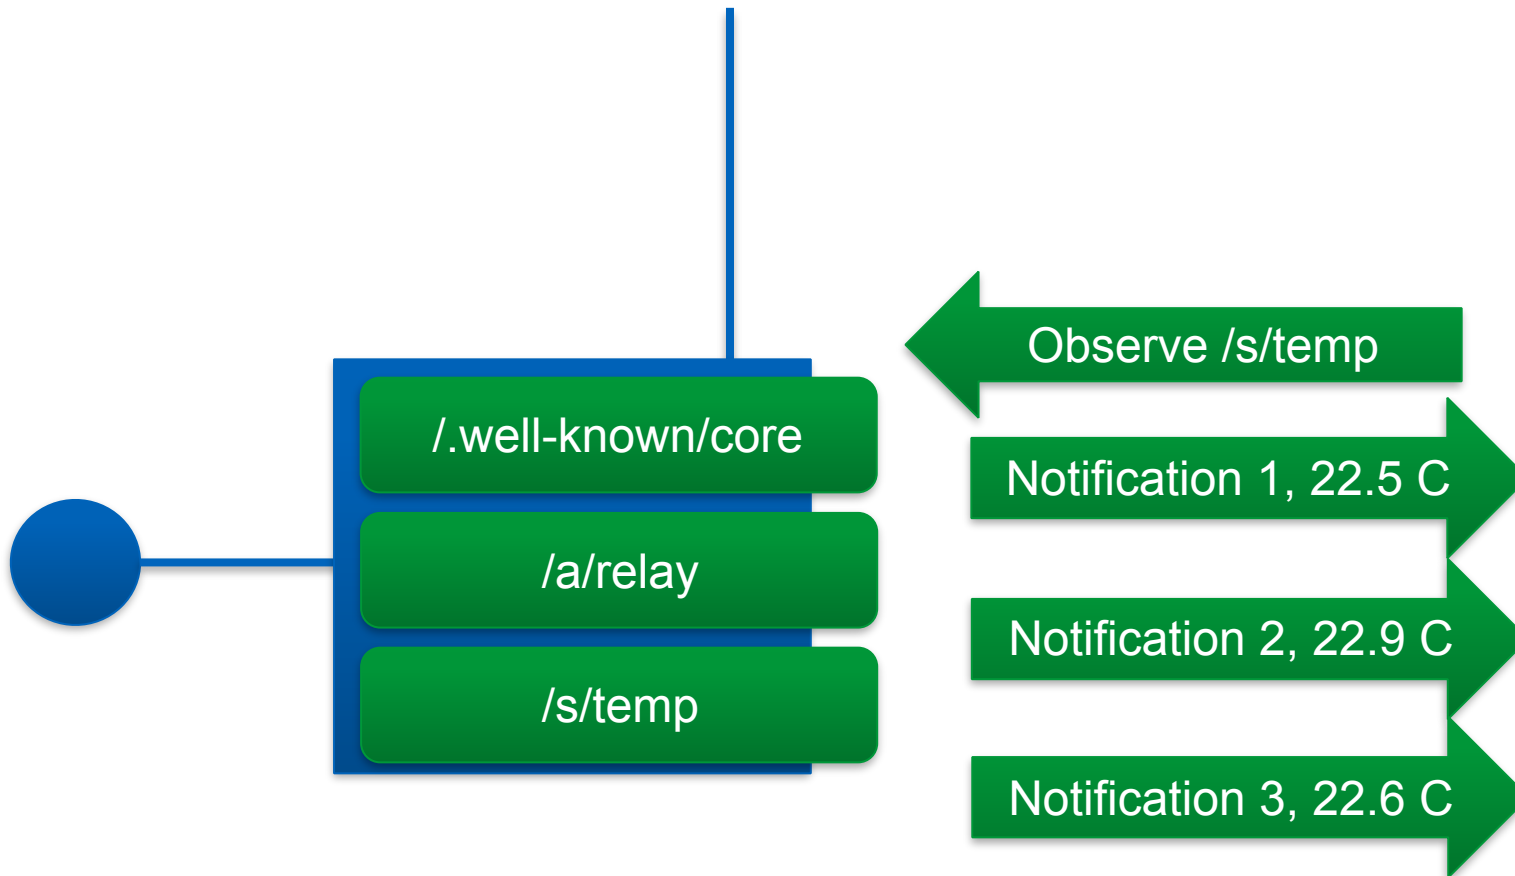 /.well-known/core
/a/relay
/s/temp
Observe /s/temp
Notification 1, 22.5 C
Notification 2, 22.9 C
Notification 3, 22.6 C